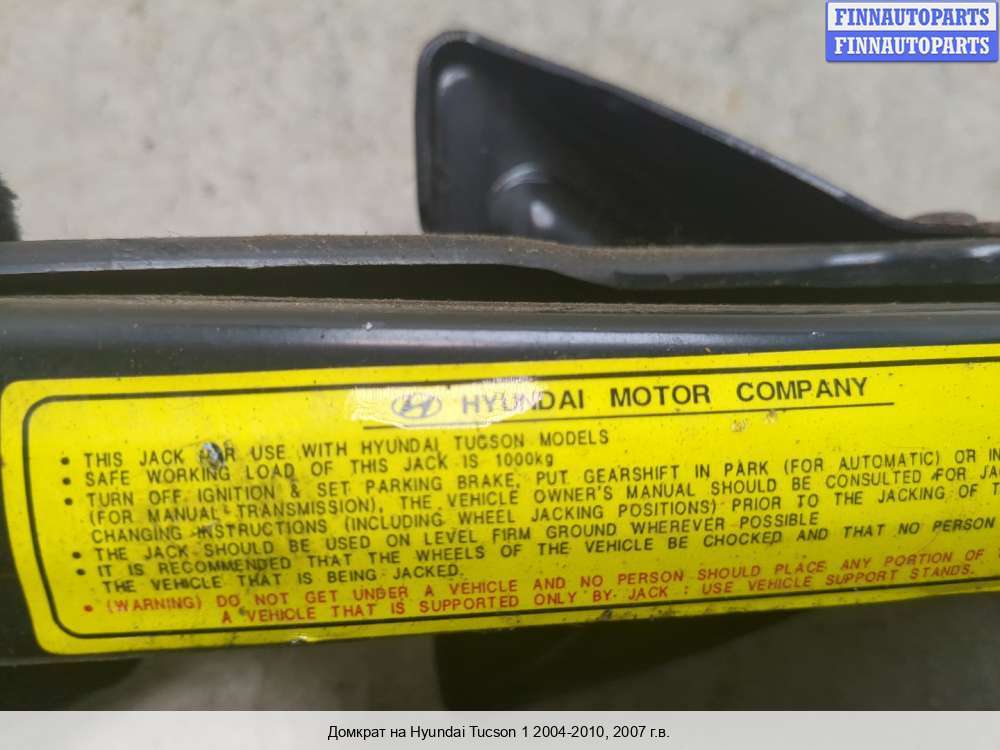 FINNAUTOPARTS
FINNAUTOPARTS
HYUNDAI MOTOR COMPANY
• THIS JACK FOR USE WITH HYUNDAI TUCSON MODELS
• SAFE WORKING LOAD OF THIS JACK IS 1000kg
• TURN OFF IGNITION & SET PARKING BRAKE, PUT GEARSHIFT IN PARK (FOR AUTOMATIC) OR IN
(FOR MANUAL TRANSMISSION), THE VEHICLE OWNER'S MANUAL SHOULD BE CONSULTED FOR JA
CHANGING INSTRUCTIONS (INCLUDING WHEEL JACKING POSITIONS) PRIOR TO THE JACKING OF T
• THE JACK SHOULD BE USED ON LEVEL FIRM GROUND WHEREVER POSSIBLE
• IT IS RECOMMENDED THAT THE WHEELS OF THE VEHICLE BE CHOCKED AND THAT NO PERSON
THE VEHICLE THAT IS BEING JACKED.
• (WARNING) DO NOT GET UNDER A VEHICLE AND NO PERSON SHOULD PLACE ANY PORTION OF
A VEHICLE THAT IS SUPPORTED ONLY BY JACK : USE VEHICLE SUPPORT STANDS.
Домкрат на Hyundai Tucson 1 2004-2010, 2007 г.в.